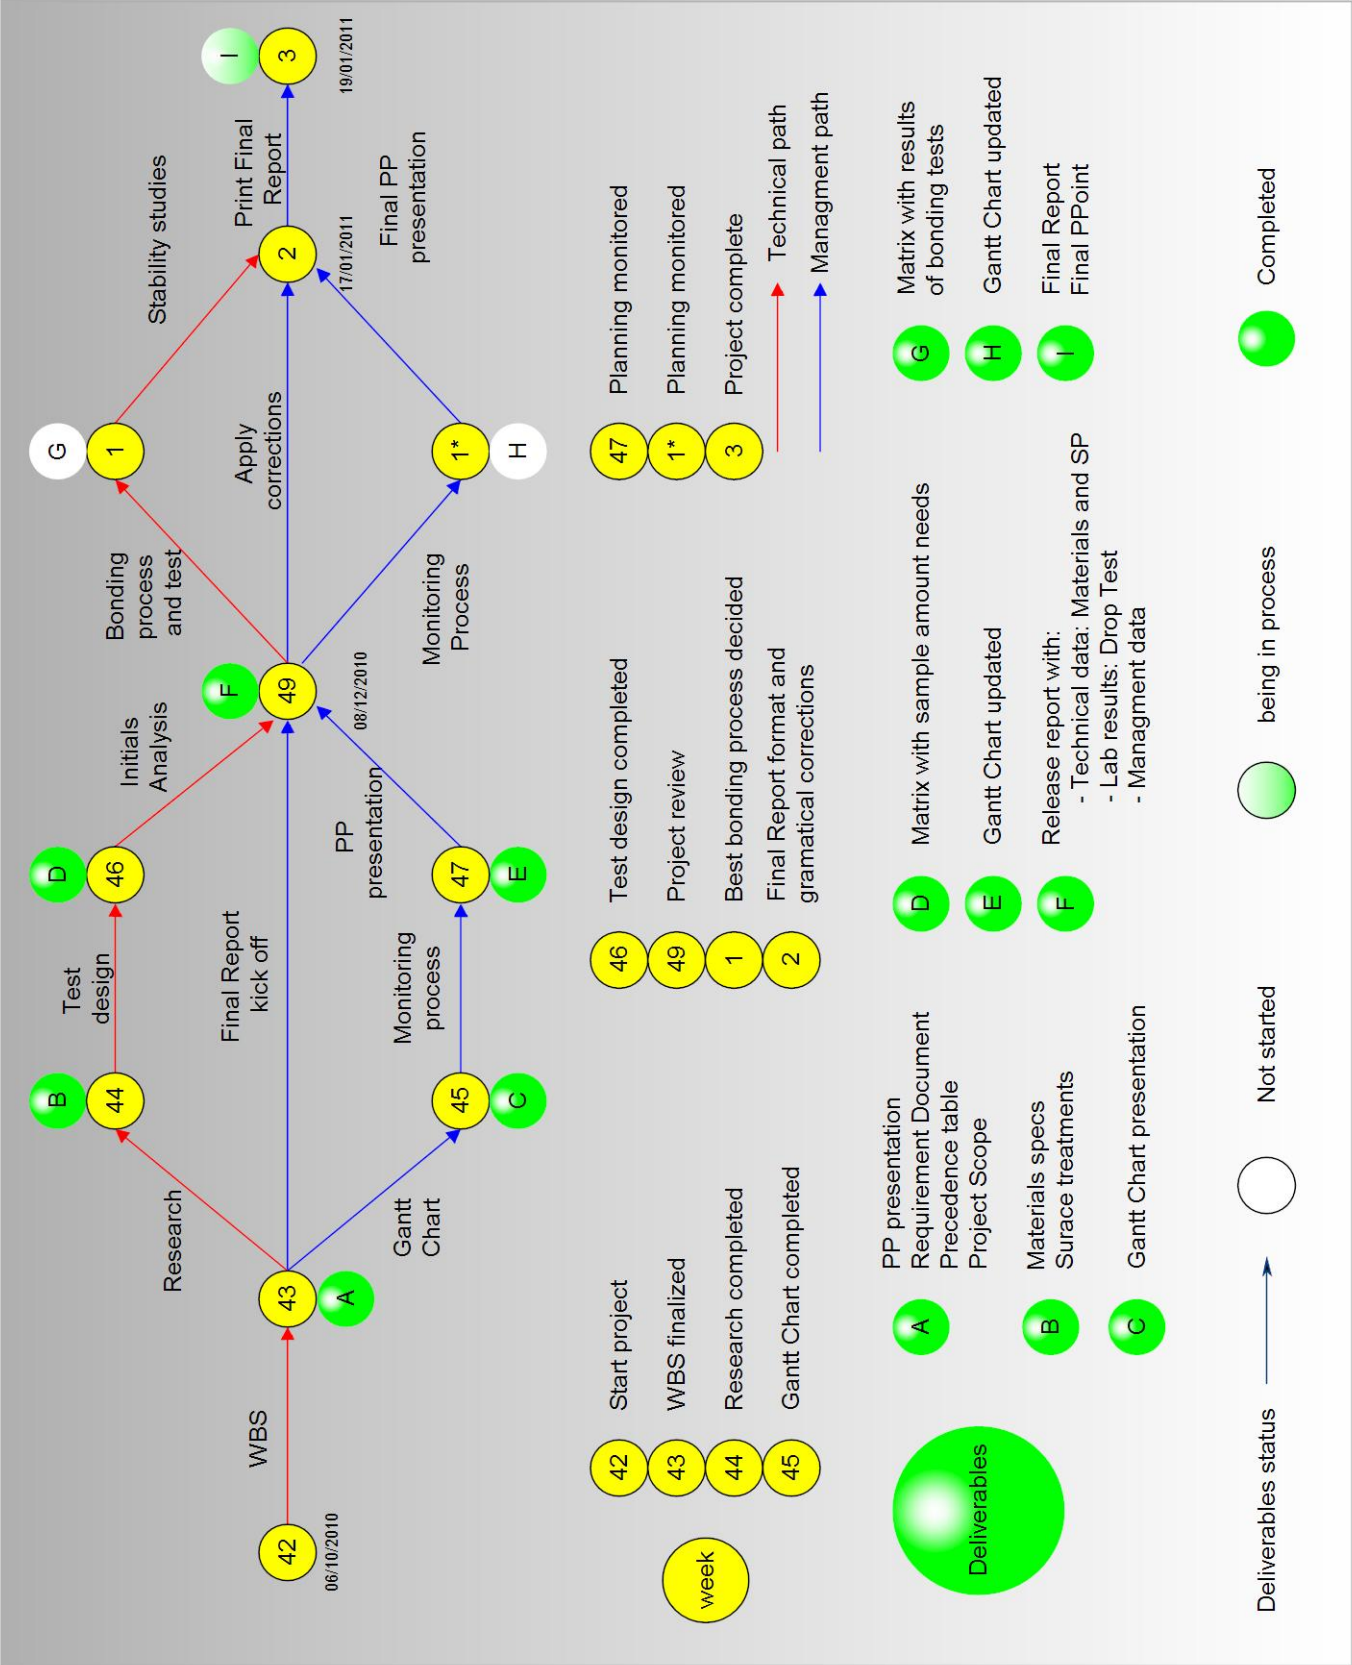 B
D
G
44
Test
design
46
Bonding
process
and test
1
Stability studies
Research
Initials
Analysis
F
I
42
WBS
43
Final Report
kick off
49
Apply
corrections
2
Print Final
Report
3
06/10/2010
A
08/12/2010
17/01/2011
19/01/2011
Gantt
Chart
PP
presentation
Monitoring
Process
Final PP
presentation
45
Monitoring
process
47
1*
C
E
H
week
42 Start project
43 WBS finalized
44 Research completed
45 Gantt Chart completed
46 Test design completed
49 Project review
1 Best bonding process decided
2 Final Report format and
gramatical corrections
47 Planning monitored
1* Planning monitored
3 Project complete
Technical path
Managment path
Deliverables
A PP presentation
Requirement Document
Precedence table
Project Scope
B Materials specs
Surace treatments
C Gantt Chart presentation
D Matrix with sample amount needs
E Gantt Chart updated
F Release report with:
- Technical data: Materials and SP
- Lab results: Drop Test
- Managment data
G Matrix with results
of bonding tests
H Gantt Chart updated
I Final Report
Final PPoint
Deliverables status
Not started
being in process
Completed